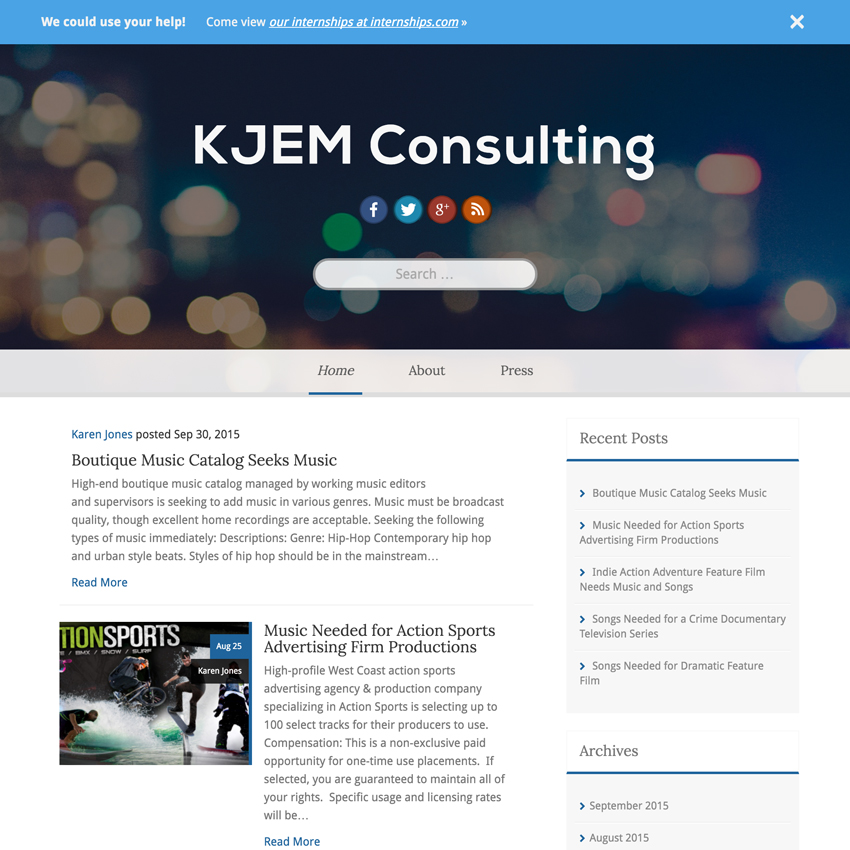 We could use your help! Come view our internships at internships.com »
KJEM Consulting
Search …
Home About Press
Karen Jones posted Sep 30, 2015
Boutique Music Catalog Seeks Music
High-end boutique music catalog managed by working music editors
and supervisors is seeking to add music in various genres. Music must be broadcast
quality, though excellent home recordings are acceptable. Seeking the following
types of music immediately: Descriptions: Genre: Hip-Hop Contemporary hip hop
and urban style beats. Styles of hip hop should be in the mainstream…
Read More
TIONSPORTS
/ BMX / SNOW / SURF
Aug 25
Karen Jones
Music Needed for Action Sports
Advertising Firm Productions
High-profile West Coast action sports
advertising agency & production company
specializing in Action Sports is selecting up to
100 select tracks for their producers to use.
Compensation: This is a non-exclusive paid
opportunity for one-time use placements.  If
selected, you are guaranteed to maintain all of
your rights.  Specific usage and licensing rates
will be…
Read More
Recent Posts
Boutique Music Catalog Seeks Music
Music Needed for Action Sports
Advertising Firm Productions
Indie Action Adventure Feature Film
Needs Music and Songs
Songs Needed for a Crime Documentary
Television Series
Songs Needed for Dramatic Feature
Film
Archives
September 2015
August 2015